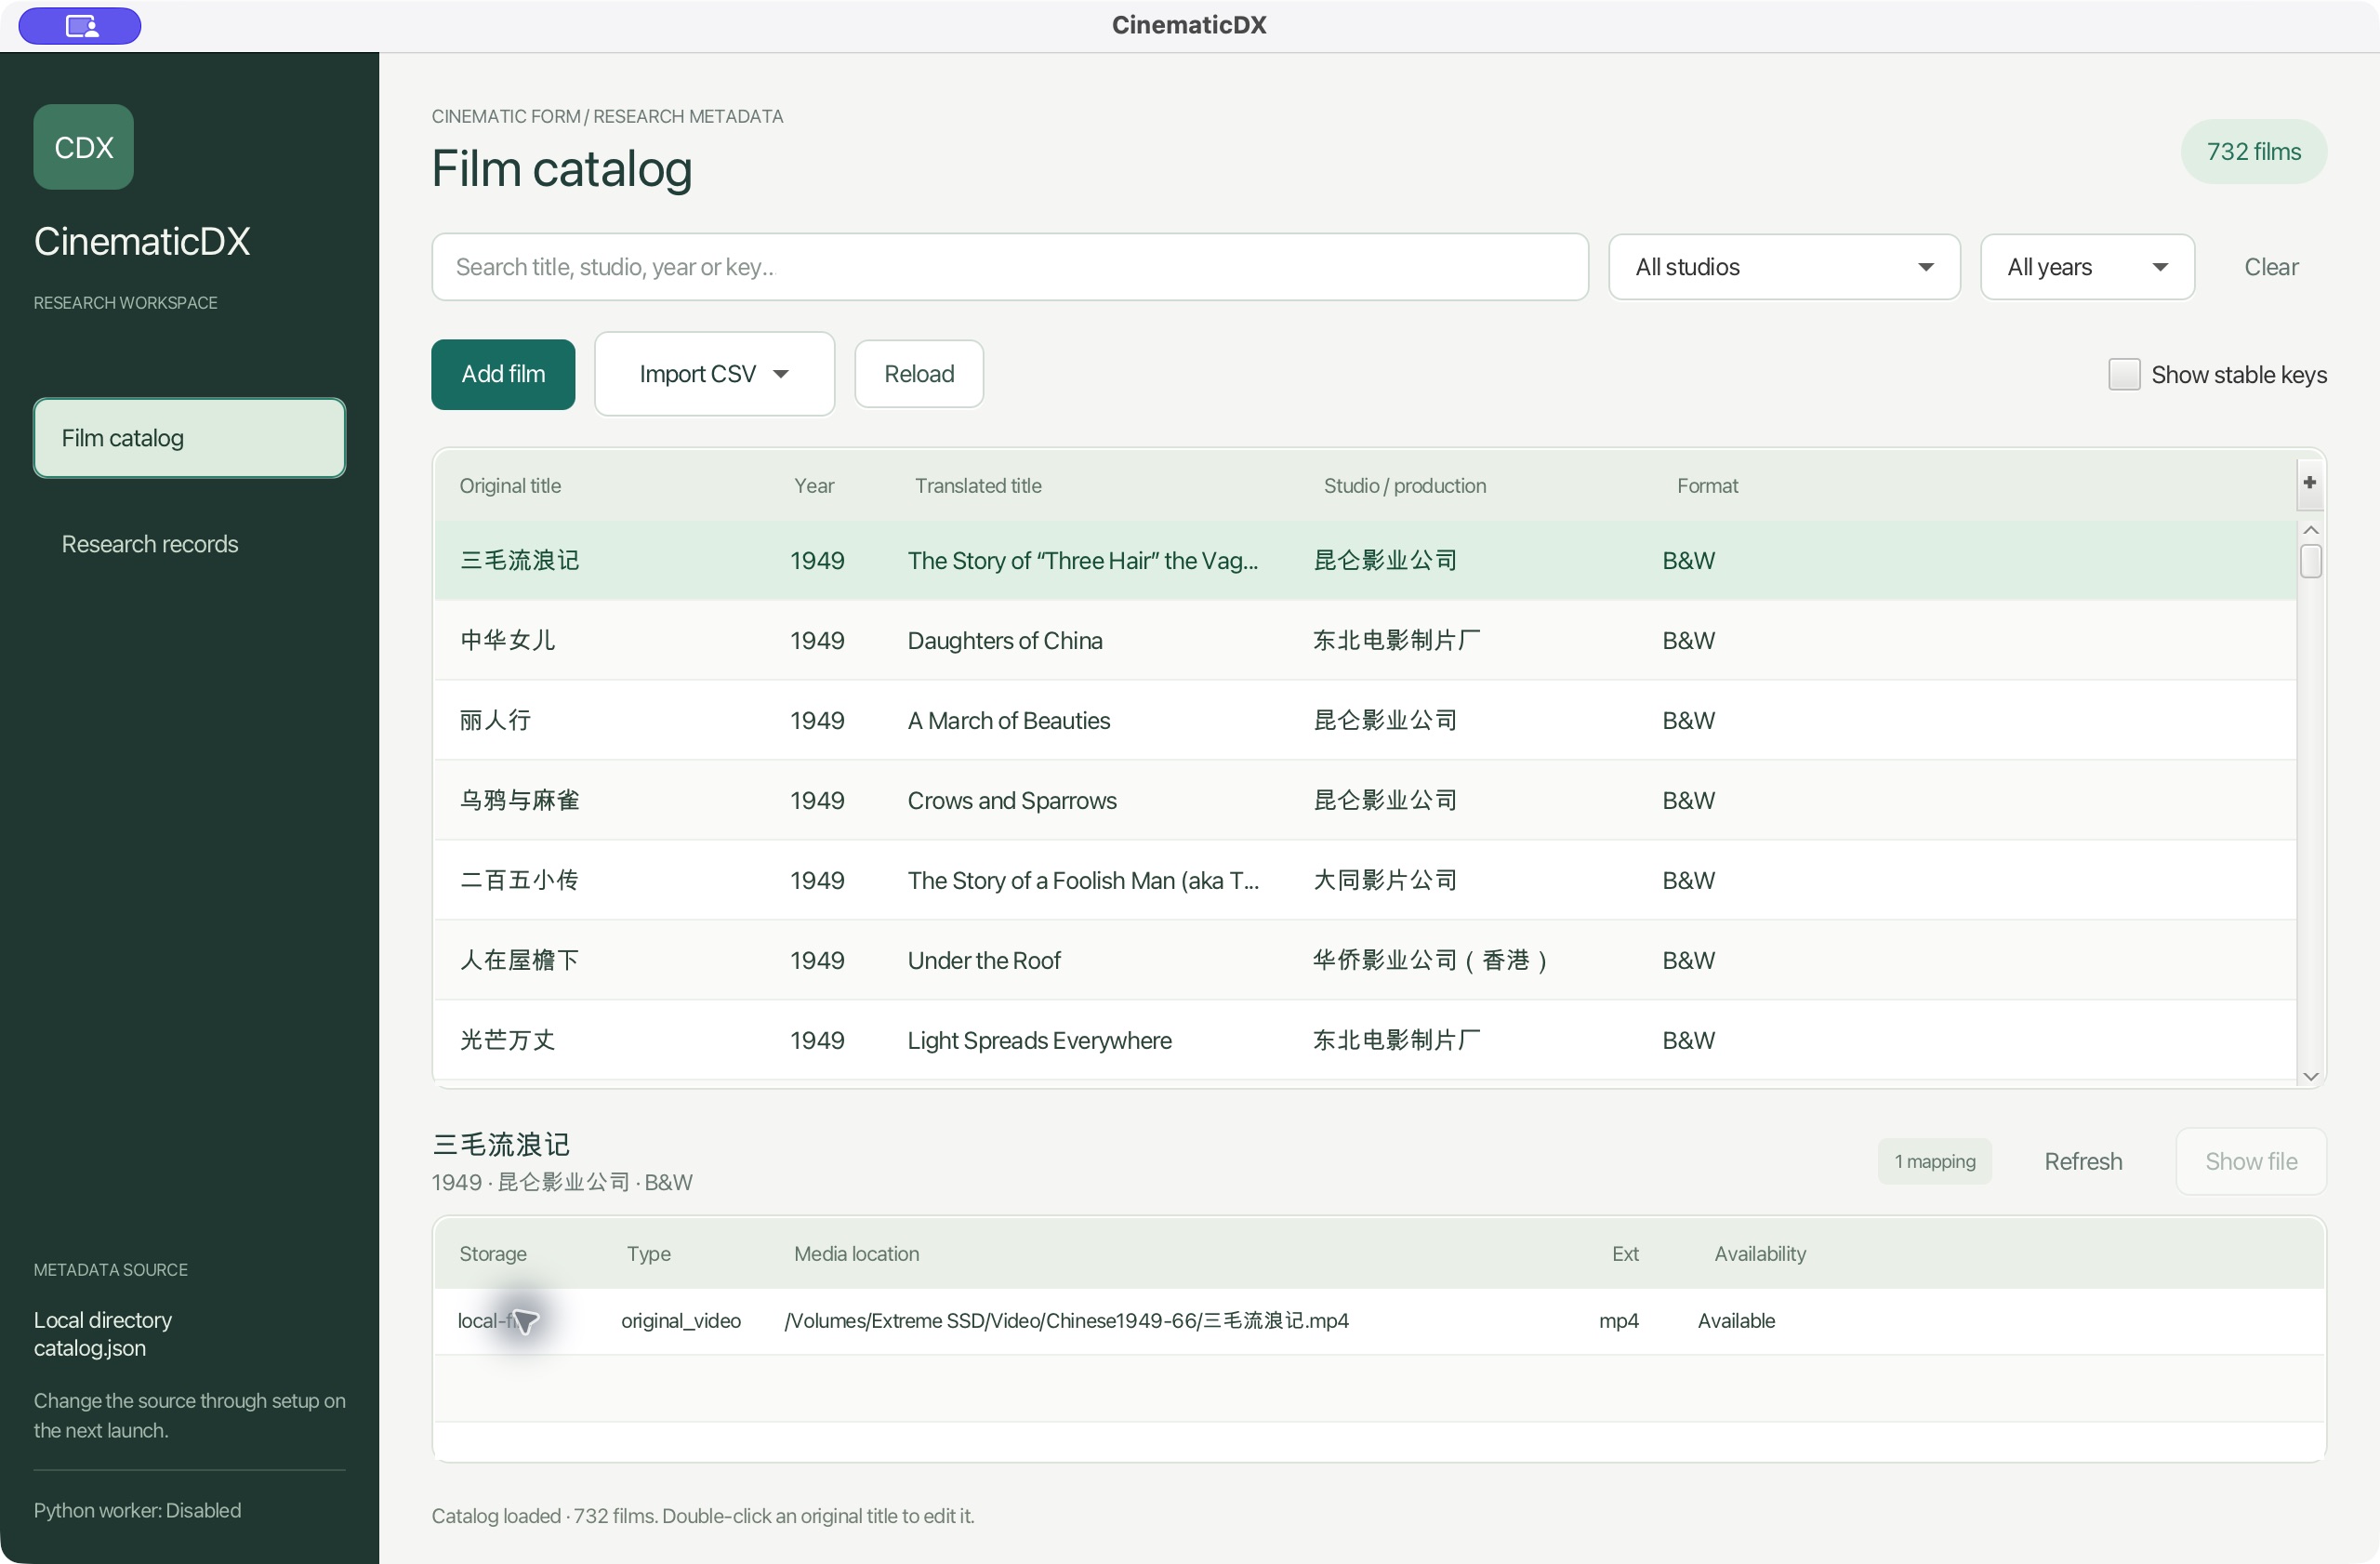 CinematicDX
CDX
CinematicDX
RESEARCH WORKSPACE
Film catalog
Research records
METADATA SOURCE
Local directory
catalog.json
Change the source through setup on
the next launch.
Python worker: Disabled
CINEMATIC FORM / RESEARCH METADATA
Film catalog
732 films
Search title, studio, year or key...
All studios
All years
Clear
Add film
Import CSV
Reload
Show stable keys
Original title Year Translated title Studio / production Format
三毛流浪记 1949 The Story of “Three Hair” the Vag... 昆仑影业公司 B&W
中华女儿 1949 Daughters of China 东北电影制片厂 B&W
丽人行 1949 A March of Beauties 昆仑影业公司 B&W
乌鸦与麻雀 1949 Crows and Sparrows 昆仑影业公司 B&W
二百五小传 1949 The Story of a Foolish Man (aka T... 大同影片公司 B&W
人在屋檐下 1949 Under the Roof 华侨影业公司（香港） B&W
光芒万丈 1949 Light Spreads Everywhere 东北电影制片厂 B&W
三毛流浪记
1949 · 昆仑影业公司 · B&W
1 mapping
Refresh
Show file
Storage Type Media location Ext Availability
original_video /Volumes/Extreme SSD/Video/Chinese1949-66/三毛流浪记.mp4 mp4 Available
Catalog loaded · 732 films. Double-click an original title to edit it.